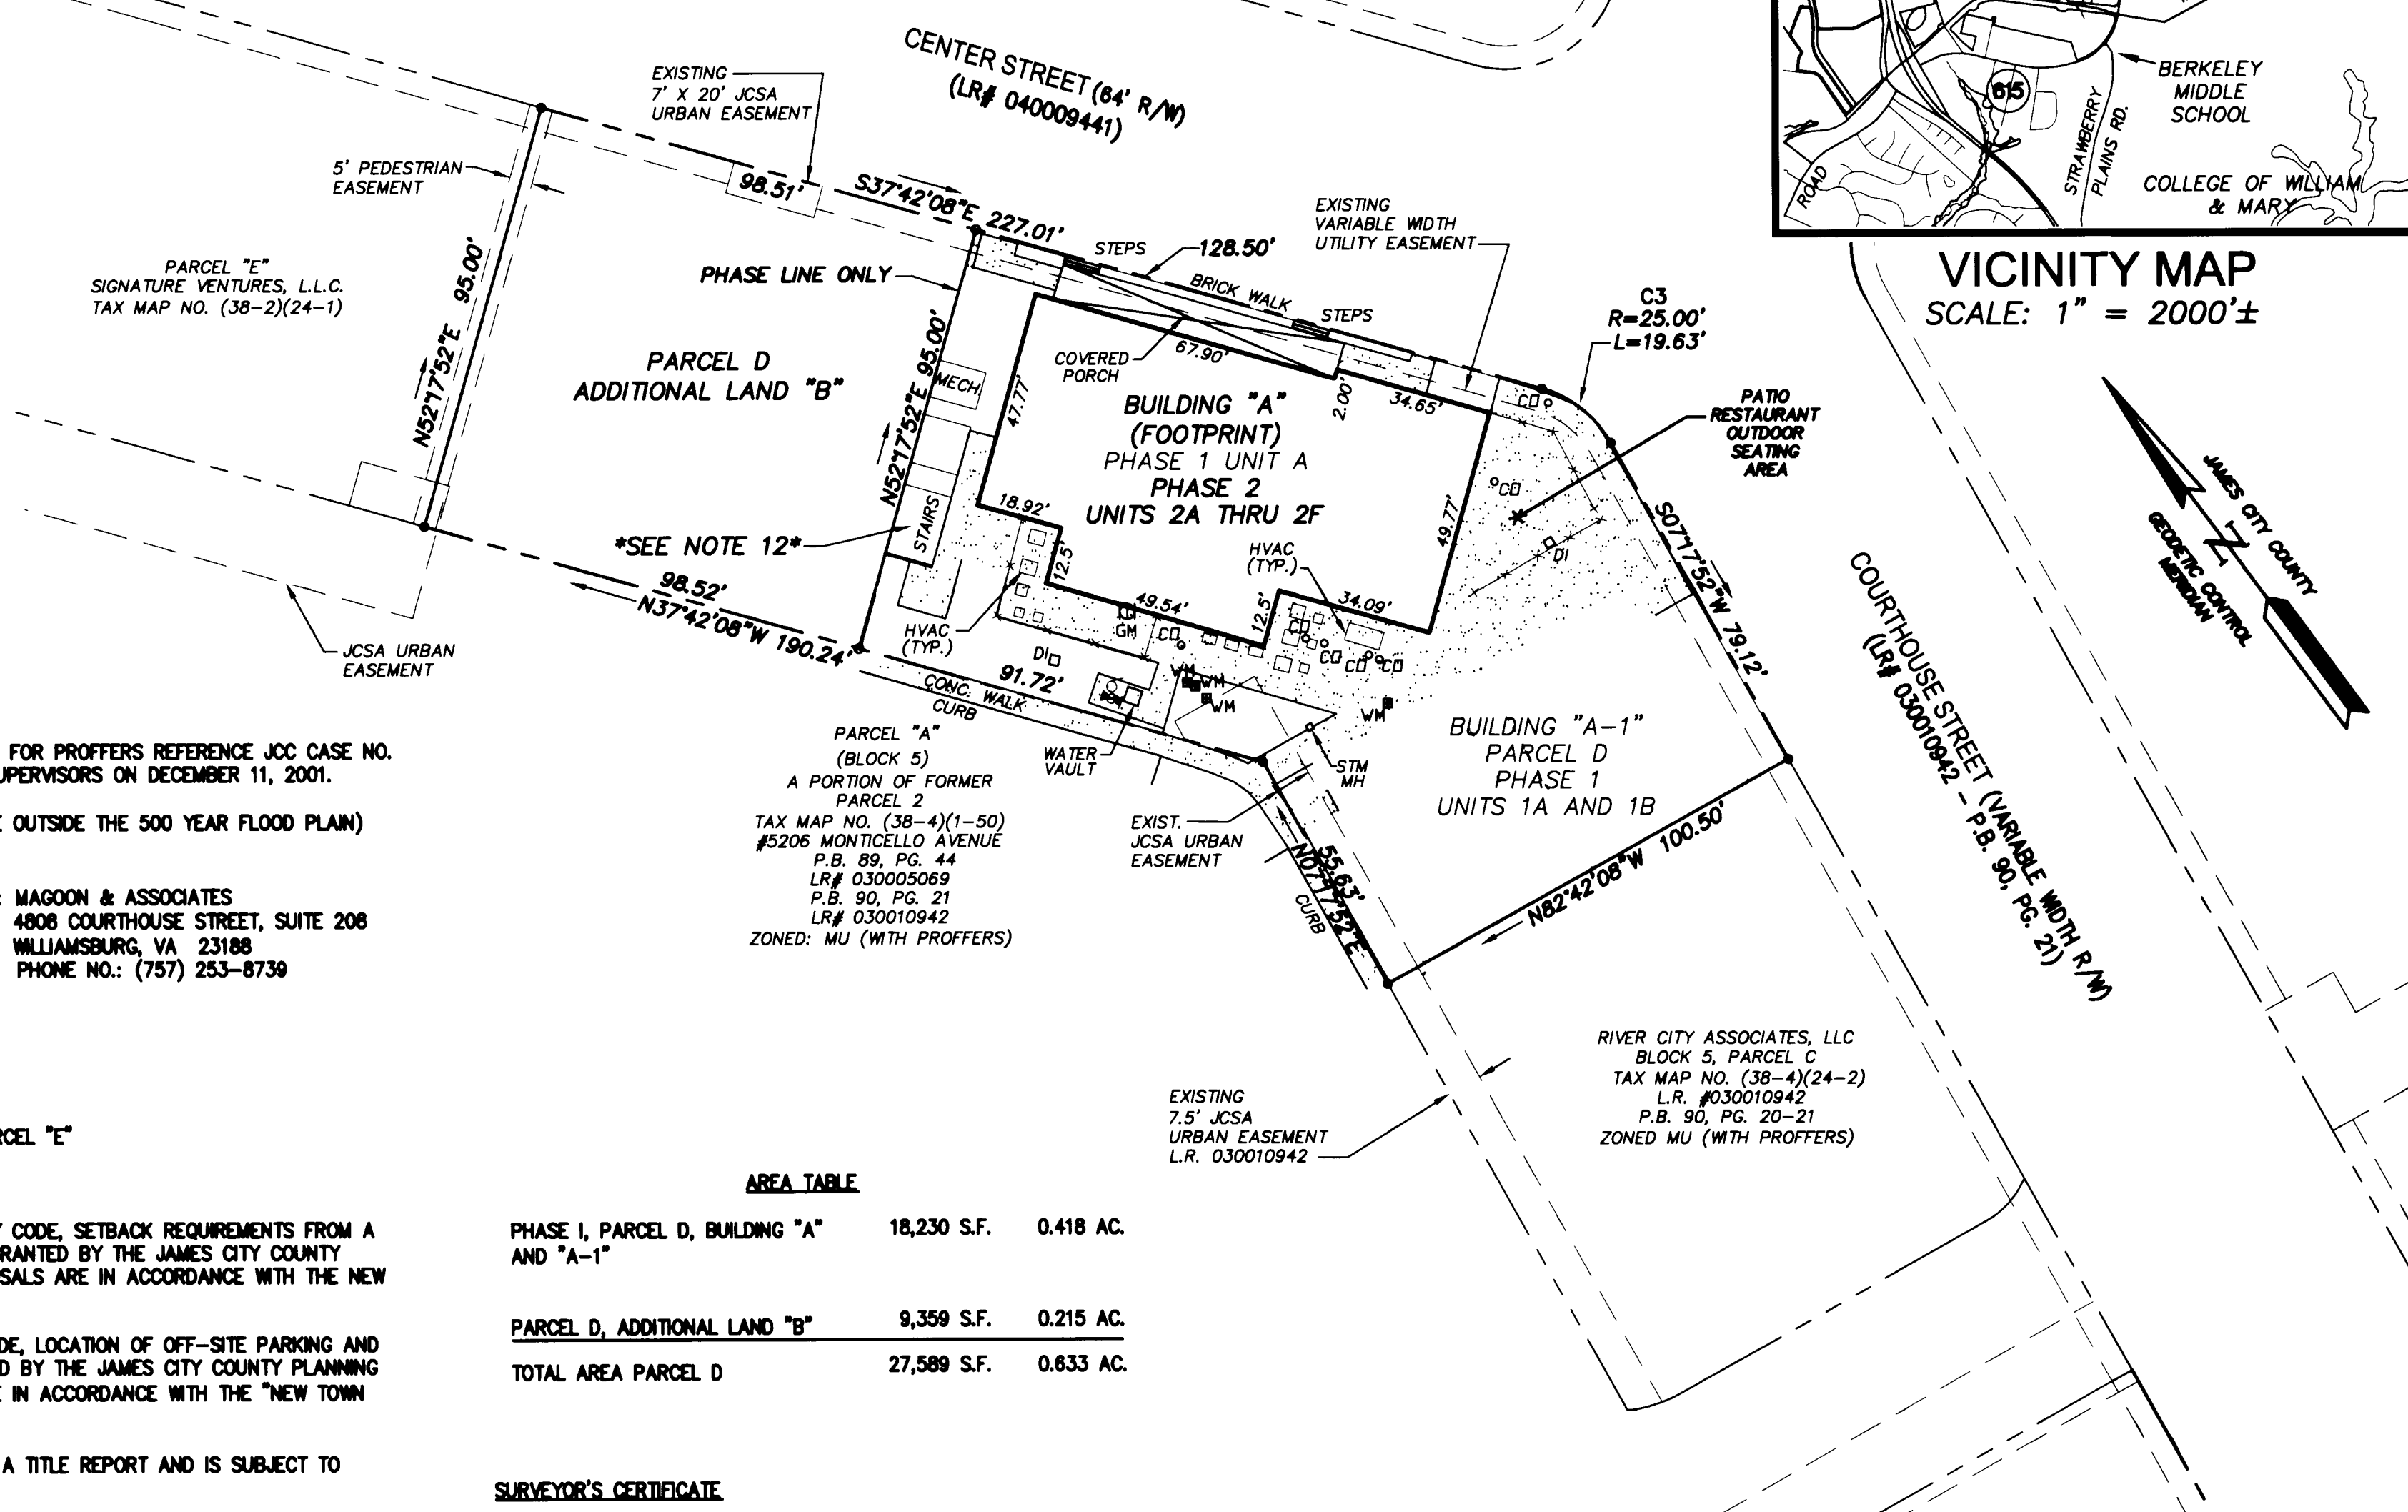 CENTER STREET (64' R/W)
(LR# 040009441)
EXISTING
7' X 20' JCSA
URBAN EASEMENT
5' PEDESTRIAN
EASEMENT
98.51'
S37°42'08"E 227.01'
PARCEL "E"
SIGNATURE VENTURES, L.L.C.
TAX MAP NO. (38-2)(24-1)
N52°17'52"E 95.00'
PHASE LINE ONLY
STEPS
128.50'
BRICK WALK
STEPS
EXISTING
VARIABLE WIDTH
UTILITY EASEMENT
C3
R=25.00'
L=19.63'
615
BERKELEY
MIDDLE
SCHOOL
STRAWBERRY
PLAINS RD.
ROAD
COLLEGE OF WILLIAM
& MARY
VICINITY MAP
SCALE: 1" = 2000'±
PARCEL D
ADDITIONAL LAND "B"
N52°17'52"E 95.00'
MECH.
STAIRS
COVERED
PORCH
67.90'
47.77'
2.00'
34.65'
CO
BUILDING "A"
(FOOTPRINT)
PHASE 1 UNIT A
PHASE 2
UNITS 2A THRU 2F
PATIO
RESTAURANT
OUTDOOR
SEATING
AREA
CO
DI
49.77'
18.92'
12.5'
*SEE NOTE 12*
HVAC
(TYP.)
49.54'
12.5'
34.09'
S07°17'52"W 79.12'
JAMES CITY COUNTY
GEODETIC CONTROL
MERIDIAN
N
COURTHOUSE STREET (VARIABLE WIDTH R/W)
(LR# 030010942 - P.B. 90, PG. 21)
98.52'
N37°42'08"W 190.24'
JCSA URBAN
EASEMENT
HVAC
(TYP.)
GM
CO
CO
CO
CO
CO
DI
91.72'
WM
WM
WM
WM
CONC. WALK
CURB
WATER
VAULT
STM
MH
BUILDING "A-1"
PARCEL D
PHASE 1
UNITS 1A AND 1B
PARCEL "A"
(BLOCK 5)
A PORTION OF FORMER
PARCEL 2
TAX MAP NO. (38-4)(1-50)
#5206 MONTICELLO AVENUE
P.B. 89, PG. 44
LR# 030005069
P.B. 90, PG. 21
LR# 030010942
ZONED: MU (WITH PROFFERS)
EXIST.
JCSA URBAN
EASEMENT
55.63'
N07°17'52"E
CURB
N82°42'08"W 100.50'
FOR PROFFERS REFERENCE JCC CASE NO.
UPERVISORS ON DECEMBER 11, 2001.
OUTSIDE THE 500 YEAR FLOOD PLAIN)
MAGOON & ASSOCIATES
4808 COURTHOUSE STREET, SUITE 208
WILLIAMSBURG, VA 23188
PHONE NO.: (757) 253-8739
RIVER CITY ASSOCIATES, LLC
BLOCK 5, PARCEL C
TAX MAP NO. (38-4)(24-2)
L.R. #030010942
P.B. 90, PG. 20-21
ZONED MU (WITH PROFFERS)
EXISTING
7.5' JCSA
URBAN EASEMENT
L.R. 030010942
RCEL "E"
Y CODE, SETBACK REQUIREMENTS FROM A
RANTED BY THE JAMES CITY COUNTY
SALS ARE IN ACCORDANCE WITH THE NEW
DE, LOCATION OF OFF-SITE PARKING AND
D BY THE JAMES CITY COUNTY PLANNING
E IN ACCORDANCE WITH THE "NEW TOWN
A TITLE REPORT AND IS SUBJECT TO
AREA TABLE
PHASE I, PARCEL D, BUILDING "A" 18,230 S.F. 0.418 AC.
AND "A-1"
PARCEL D, ADDITIONAL LAND "B" 9,359 S.F. 0.215 AC.
TOTAL AREA PARCEL D 27,589 S.F. 0.633 AC.
SURVEYOR'S CERTIFICATE